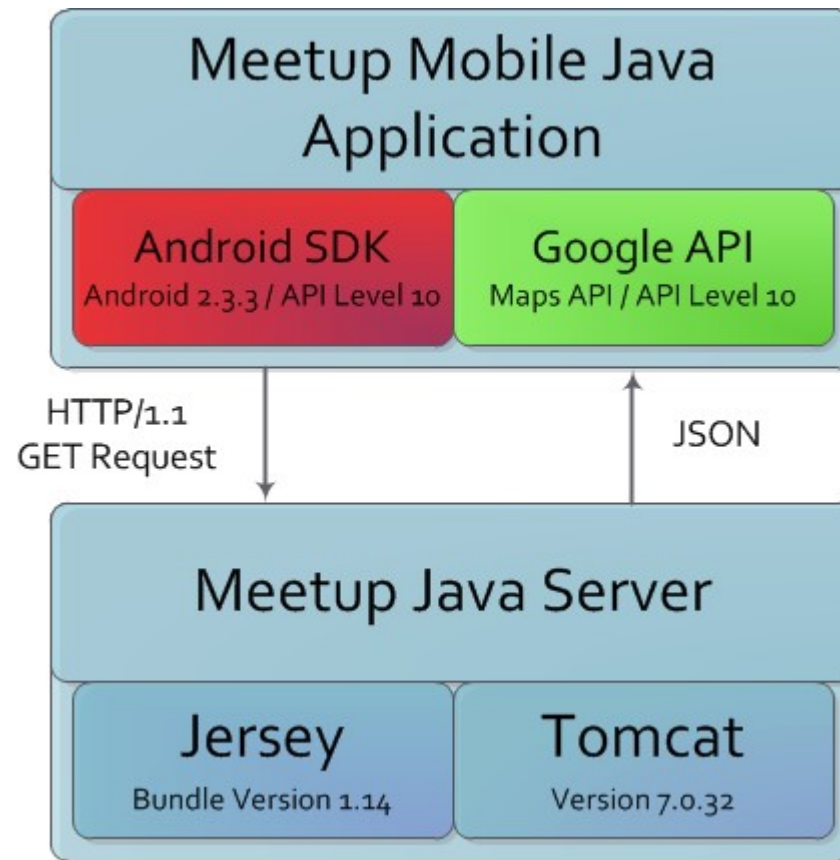 Meetup Mobile Java
Application
Android SDK
Android 2.3.3 / API Level 10
Google API
Maps API / API Level 10
HTTP/1.1
GET Request
JSON
Meetup Java Server
Jersey
Bundle Version 1.14
Tomcat
Version 7.0.32